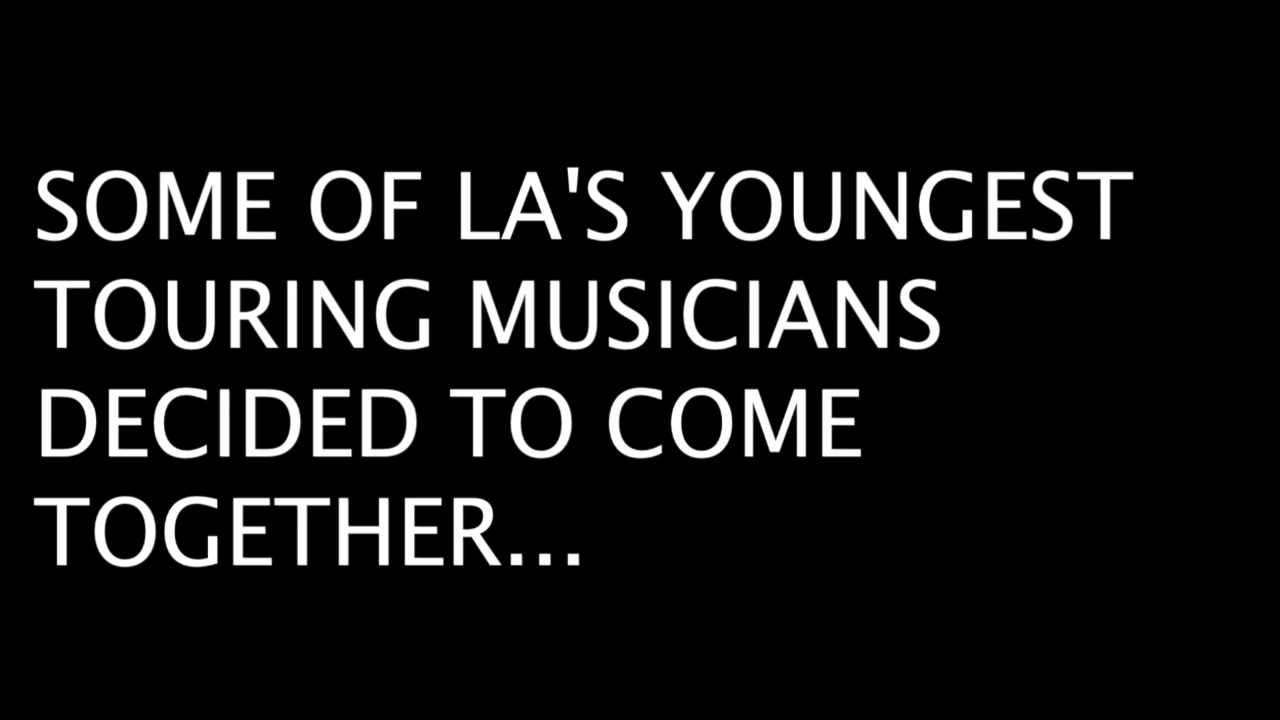 SOME OF LA'S YOUNGEST
TOURING MUSICIANS
DECIDED TO COME
TOGETHER...